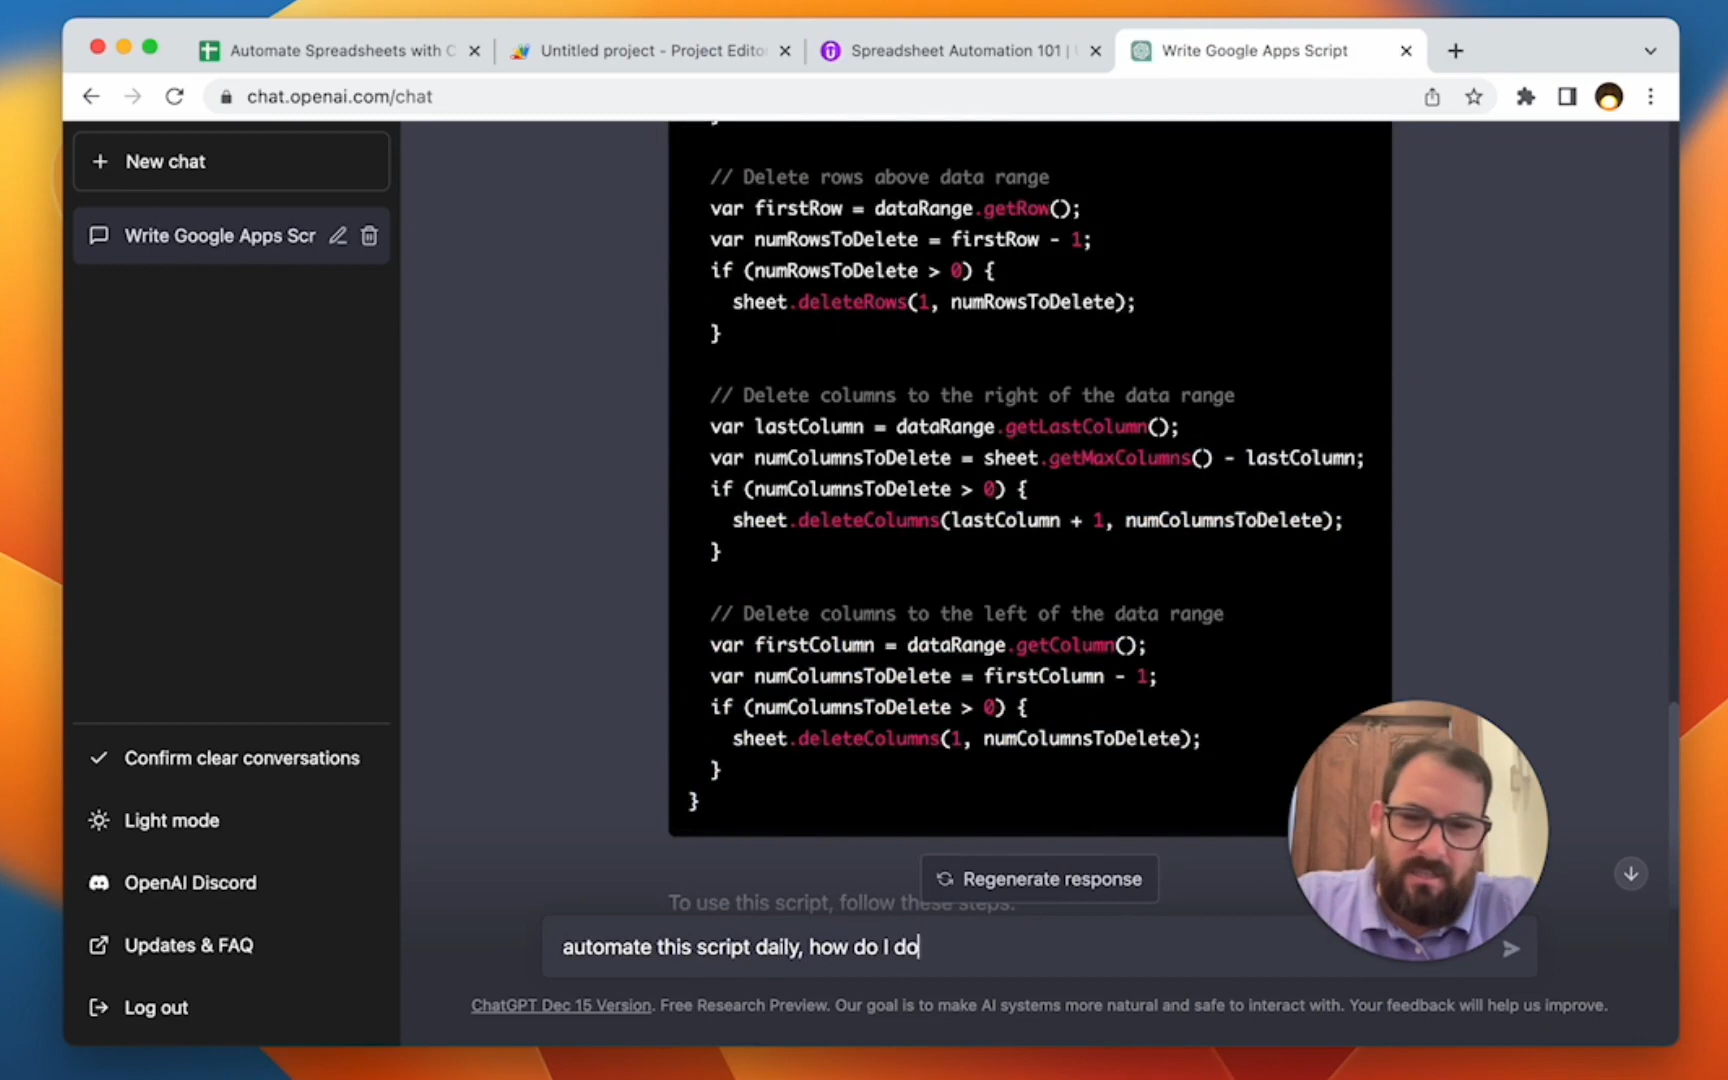 Automate Spreadsheets with C
Untitled project - Project Edito
Spreadsheet Automation 101 |
Write Google Apps Script
chat.openai.com/chat
New chat
Write Google Apps Scr
}
// Delete rows above data range
var firstRow = dataRange.getRow();
var numRowsToDelete = firstRow - 1;
if (numRowsToDelete > 0) {
sheet.deleteRows(1, numRowsToDelete);
}
// Delete columns to the right of the data range
var lastColumn = dataRange.getLastColumn();
var numColumnsToDelete = sheet.getMaxColumns() - lastColumn;
if (numColumnsToDelete > 0) {
sheet.deleteColumns(lastColumn + 1, numColumnsToDelete);
}
// Delete columns to the left of the data range
var firstColumn = dataRange.getColumn();
var numColumnsToDelete = firstColumn - 1;
if (numColumnsToDelete > 0) {
sheet.deleteColumns(1, numColumnsToDelete);
}
}
Confirm clear conversations
Light mode
OpenAI Discord
Updates & FAQ
Log out
Regenerate response
To use this script, follow these steps:
automate this script daily, how do I do
ChatGPT Dec 15 Version. Free Research Preview. Our goal is to make AI systems more natural and safe to interact with. Your feedback will help us improve.